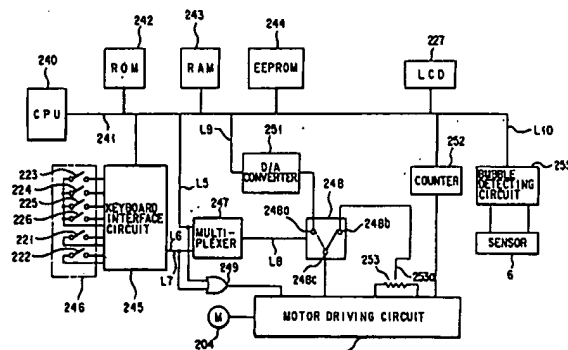 242
243
244
227
240
ROM
RAM
EEPROM
LCD
CPU
241
L9
251
L10
D/A CONVERTER
252
255
223
224
225
226
221
222
KEYBOARD INTERFACE CIRCUIT
L5
247
248
COUNTER
BUBBLE DETECTING CIRCUIT
MULTI-PLEXER
248a
248b
L6
L7
L8
249
248c
253
253a
SENSOR
6
246
245
M
204
MOTOR DRIVING CIRCUIT